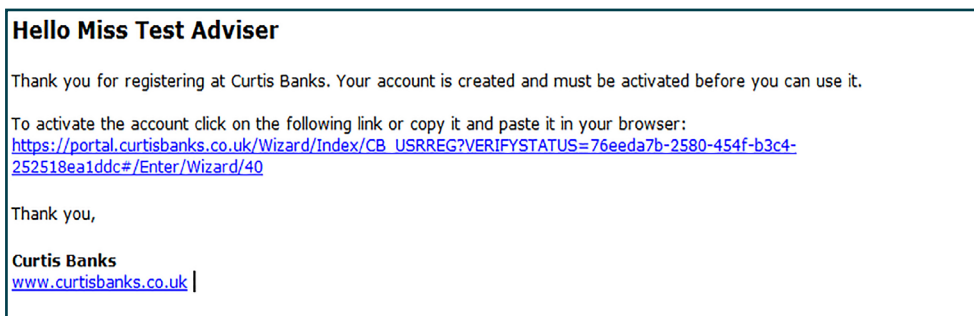 Hello Miss Test Adviser
Thank you for registering at Curtis Banks. Your account is created and must be activated before you can use it.
To activate the account click on the following link or copy it and paste it in your browser:
https://portal.curtisbanks.co.uk/Wizard/Index/CB_USRREG?VERIFYSTATUS=76eeda7b-2580-454f-b3c4-
252518ea1ddc#/Enter/Wizard/40
Thank you,
Curtis Banks
www.curtisbanks.co.uk